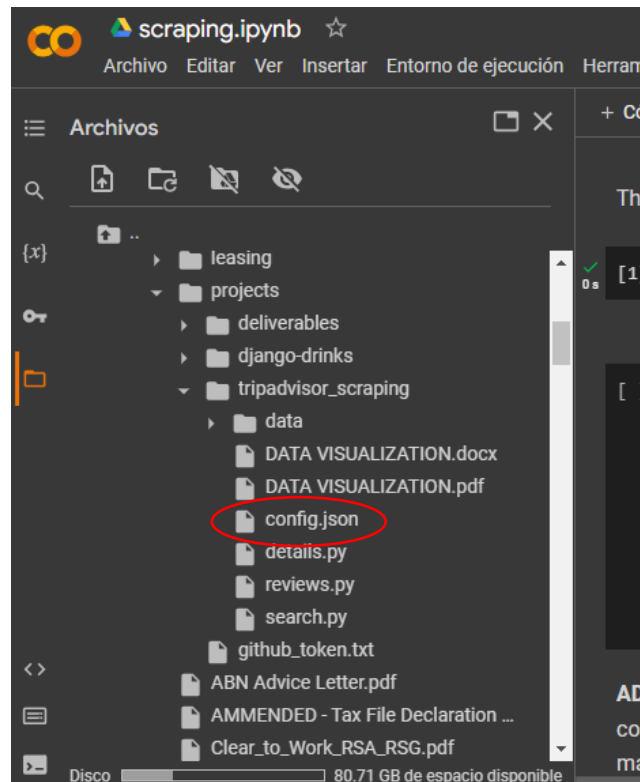 CO
scraping.ipynb
Archivo Editar Ver Insertar Entorno de ejecución Herram
Archivos
+ Có
..
{x}
leasing
projects
deliverables
django-drinks
tripadvisor_scraping
data
DATA VISUALIZATION.docx
DATA VISUALIZATION.pdf
config.json
details.py
reviews.py
search.py
github_token.txt
ABN Advice Letter.pdf
AMMENDED - Tax File Declaration ...
Clear_to_Work_RSA_RSG.pdf
Disco 80.71 GB de espacio disponible
Th
[1
0 s
[
AD
co
ma